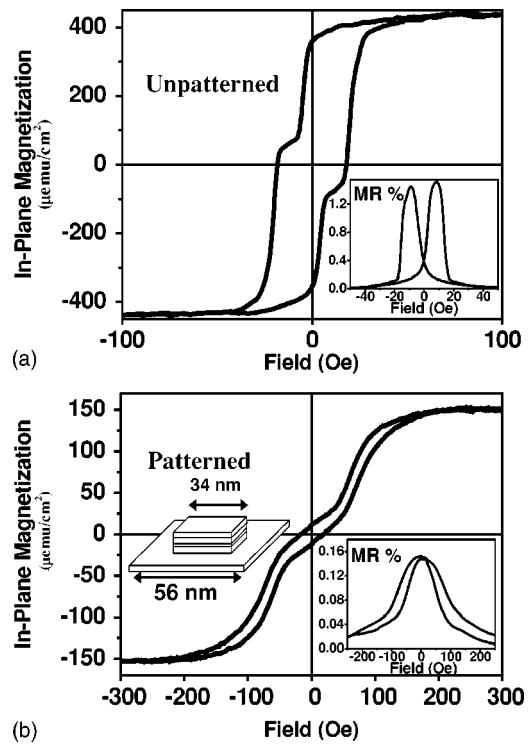 400
200
0
-200
-400
In-Plane Magnetization
(µemu/cm²)
Unpatterned
MR %
1.2
0.8
0.4
0.0
-40 -20 0 20 40
Field (Oe)
-100 0 100
Field (Oe)
(a)
150
100
50
0
-50
-100
-150
In-Plane Magnetization
(µemu/cm²)
Patterned
34 nm
56 nm
MR %
0.16
0.12
0.08
0.04
0.00
-200 -100 0 100 200
Field (Oe)
-300 -200 -100 0 100 200 300
Field (Oe)
(b)